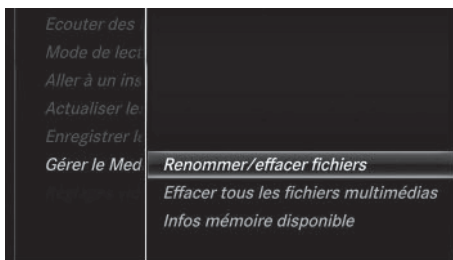 Ecouter des
Mode de lect
Aller à un ins
Actualiser le
Enregistrer le
Gérer le Med
Renommer/effacer fichiers
Effacer tous les fichiers multimédias
Infos mémoire disponible